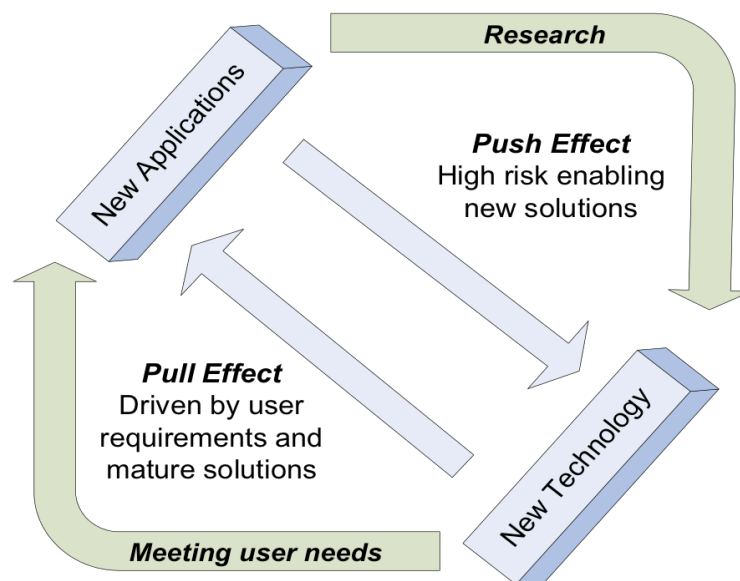 Research
New Applications
Push Effect
High risk enabling
new solutions
Pull Effect
Driven by user
requirements and
mature solutions
New Technology
Meeting user needs